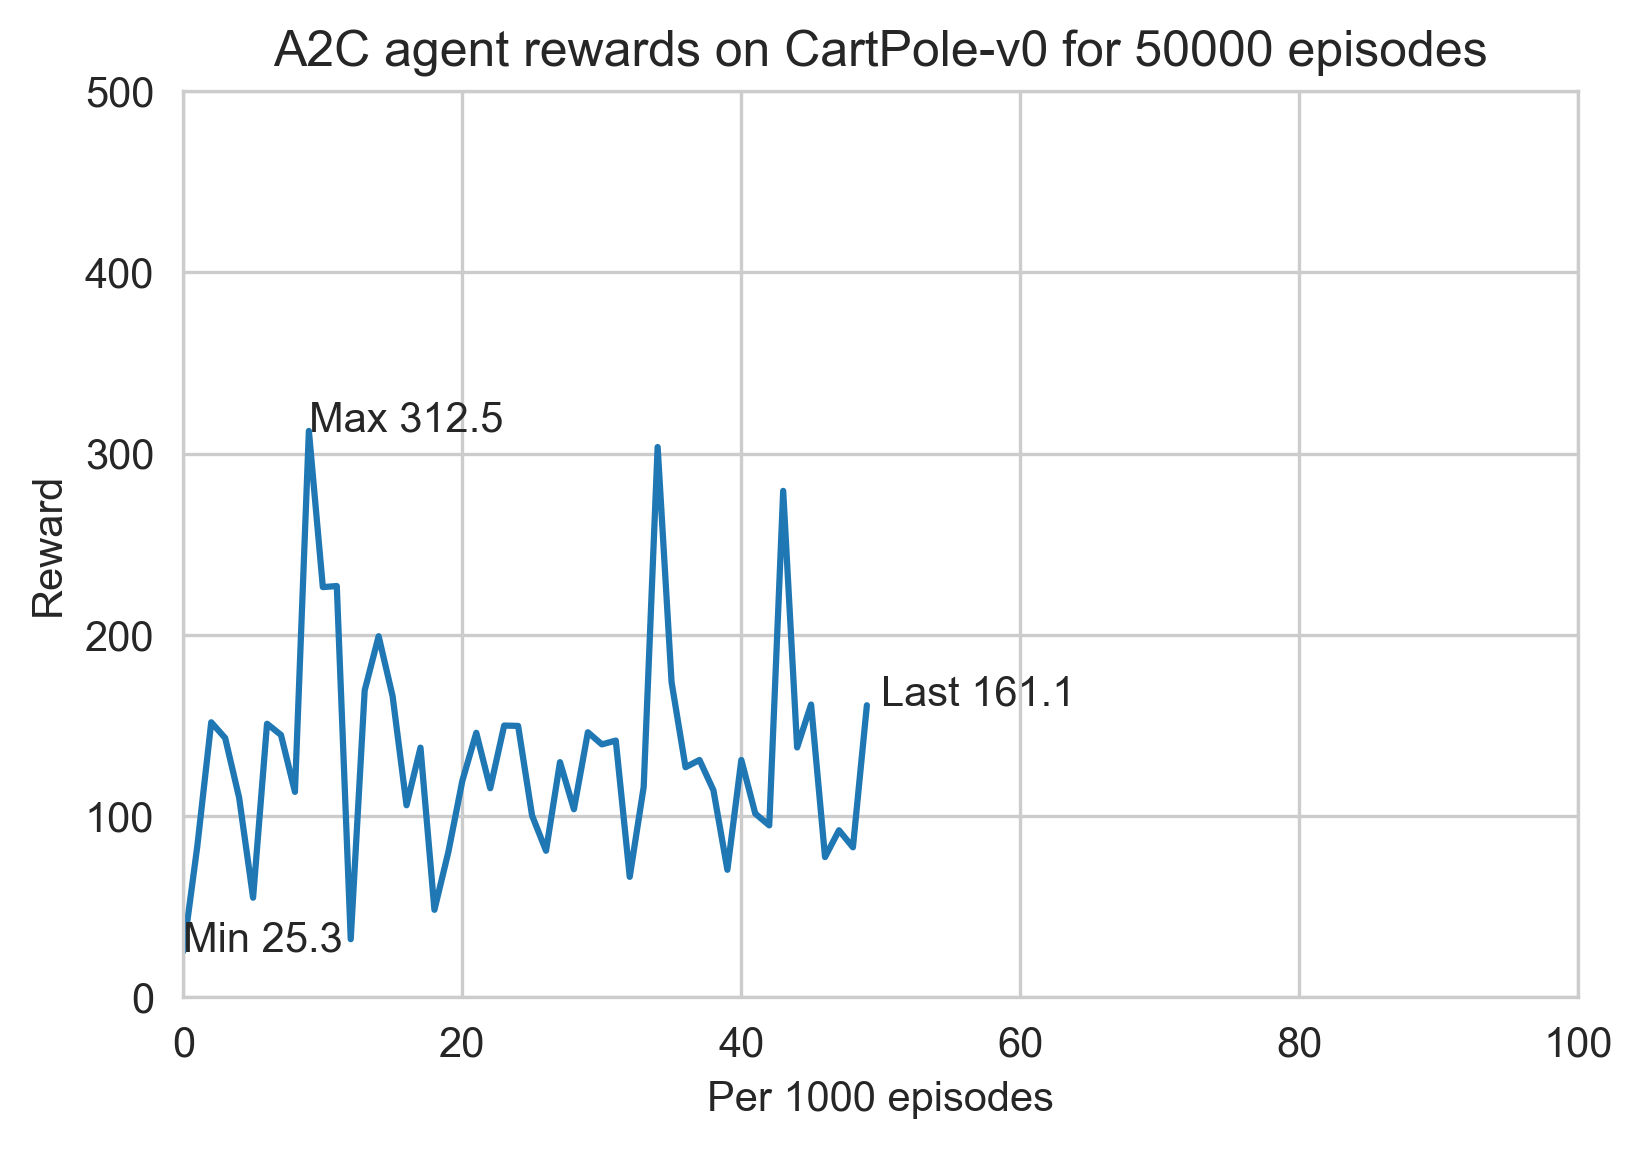 A2C agent rewards on CartPole-v0 for 50000 episodes
500
400
300
200
100
0
Reward
Max 312.5
Last 161.1
Min 25.3
0 20 40 60 80 100
Per 1000 episodes